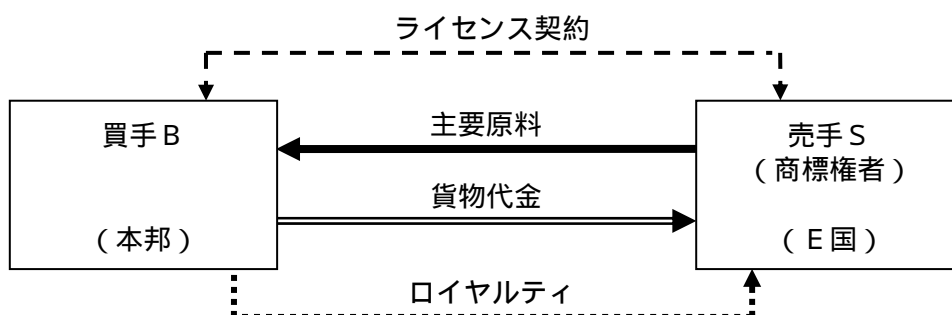 ライセンス契約
買手B
(本邦)
主要原料
貨物代金
売手S
(商標権者)
(E国)
ロイヤルティ